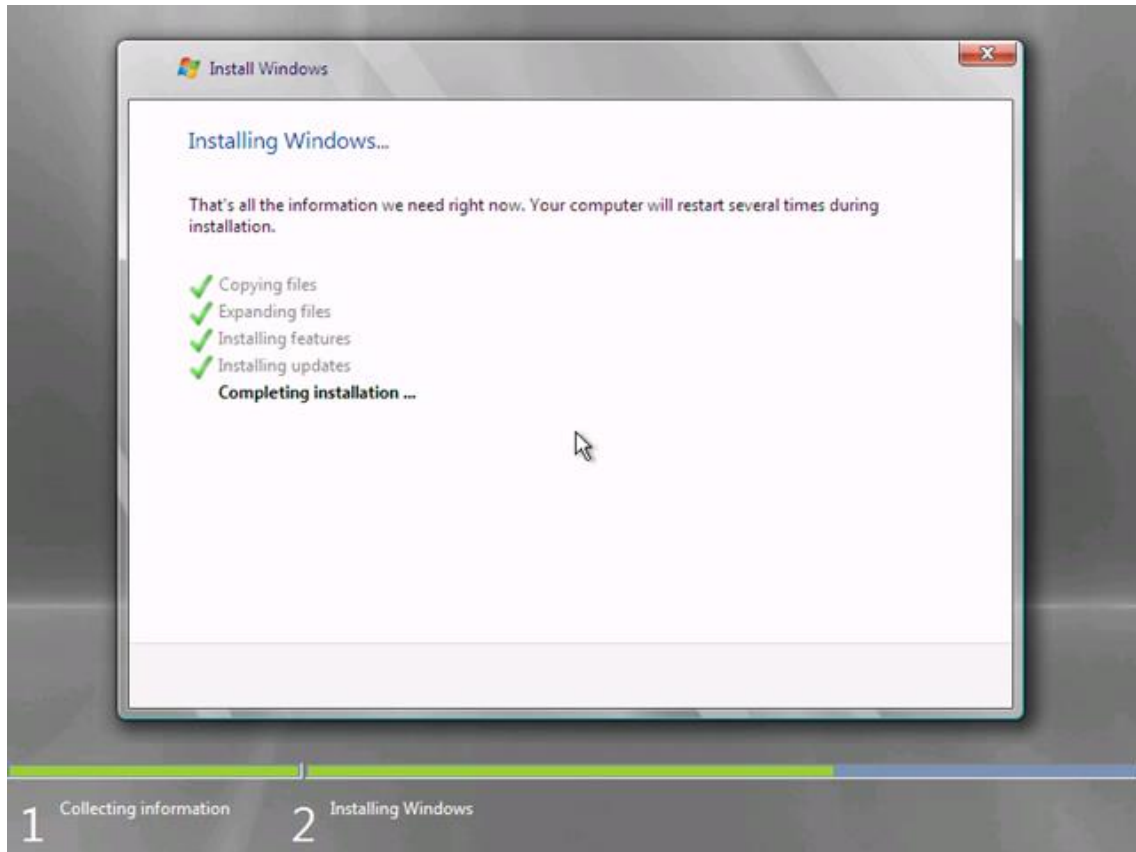 Install Windows
Installing Windows...
That's all the information we need right now. Your computer will restart several times during
installation.
Copying files
Expanding files
Installing features
Installing updates
Completing installation ...
1 Collecting information
2 Installing Windows